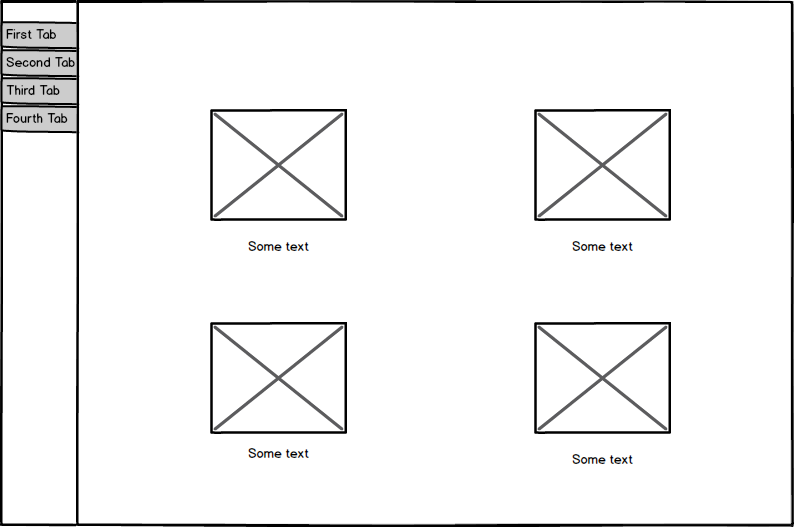 First Tab
Second Tab
Third Tab
Fourth Tab
Some text
Some text
Some text
Some text